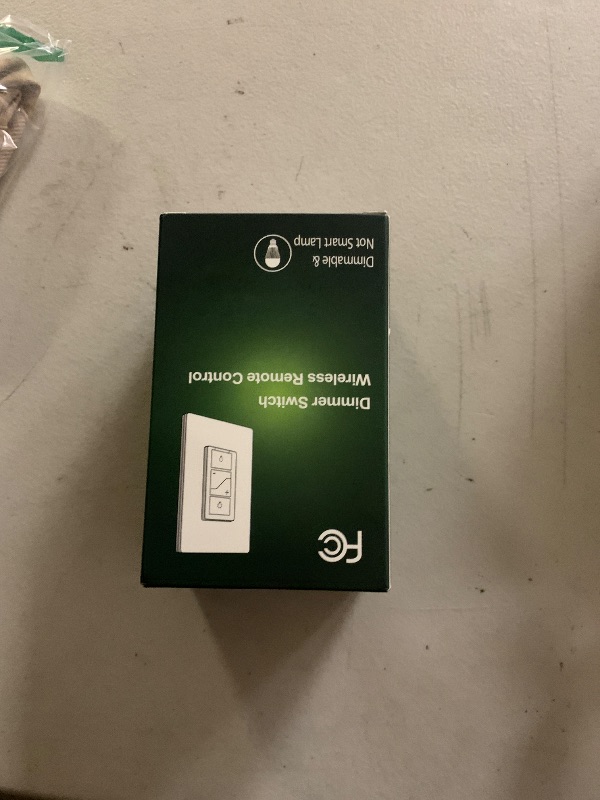 FC
Dimmer Switch
Wireless Remote Control
Dimmable &
Not Smart Lamp